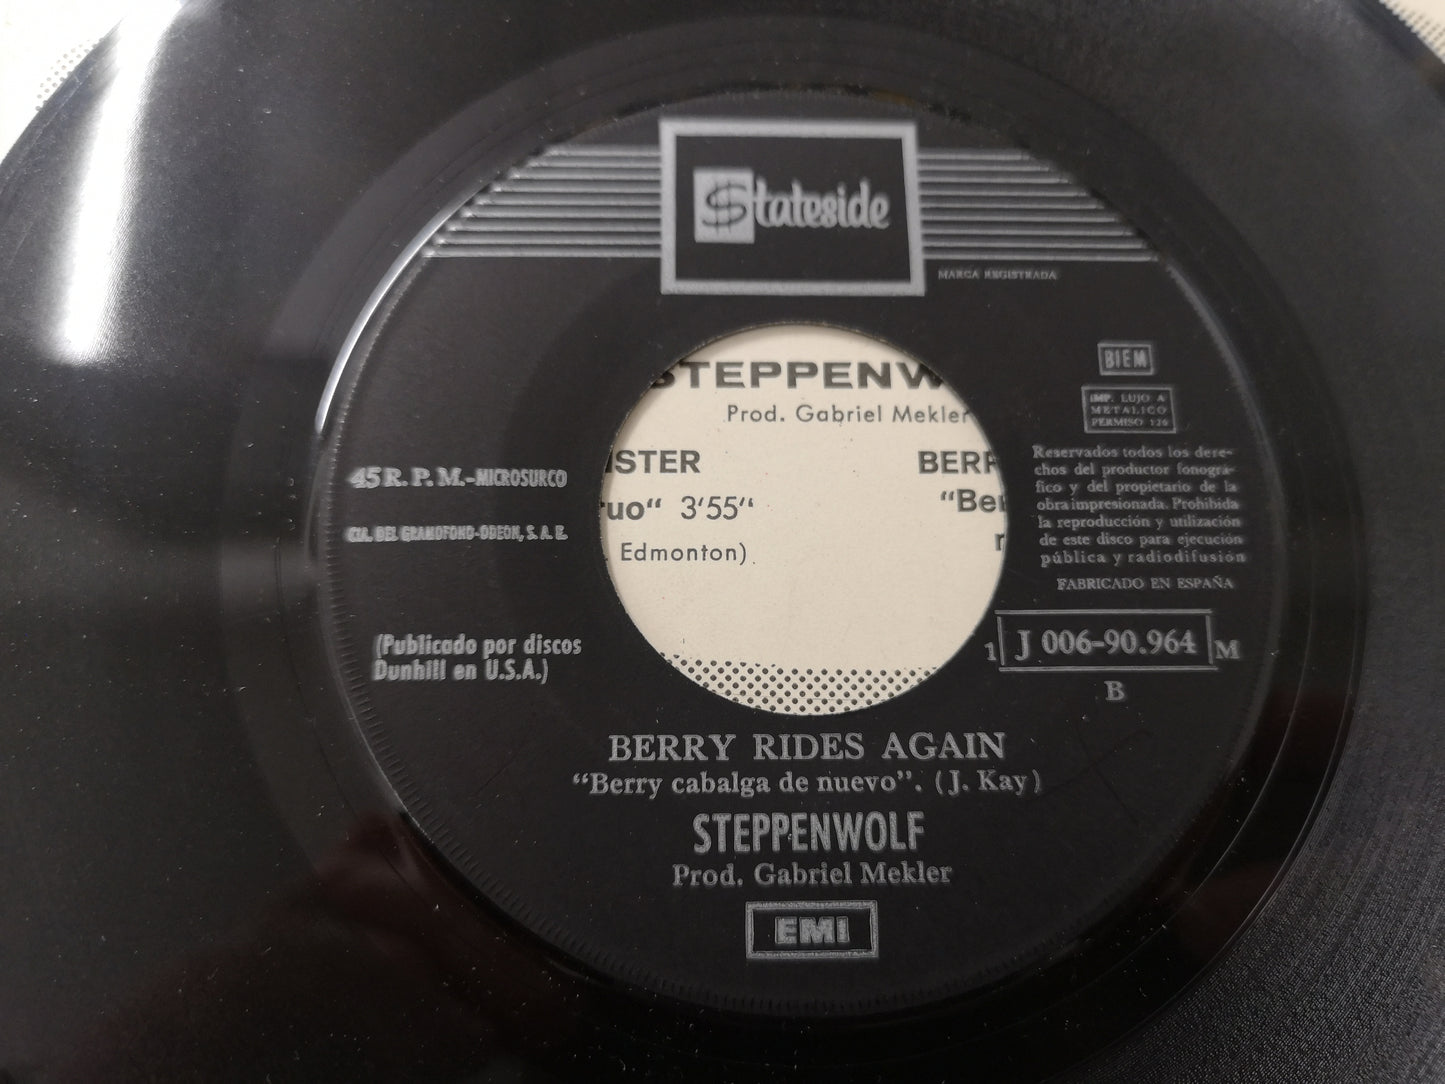 $tateside
MARCA REGISTRADA
BIEM
IMP. LUJO A
METALICO
PERMISO 126
STEPPENW
Prod. Gabriel Mekler
ISTER
BERR
uo“ 3'55“
“Be
Edmonton)
45 R. P. M.-MICROSURCO
CIA. DEL GRAMOFONO-ODEON, S. A. E.
Reservados todos los dere-
chos del productor fonográ-
fico y del propietario de la
obra impresionada. Prohibida
la reproducción y utilización
de este disco para ejecución
pública y radiodifusión
FABRICADO EN ESPAÑA
(Publicado por discos
Dunhill en U.S.A.)
1 J 006-90.964 M
B
BERRY RIDES AGAIN
“Berry cabalga de nuevo”. (J. Kay)
STEPPENWOLF
Prod. Gabriel Mekler
EMI